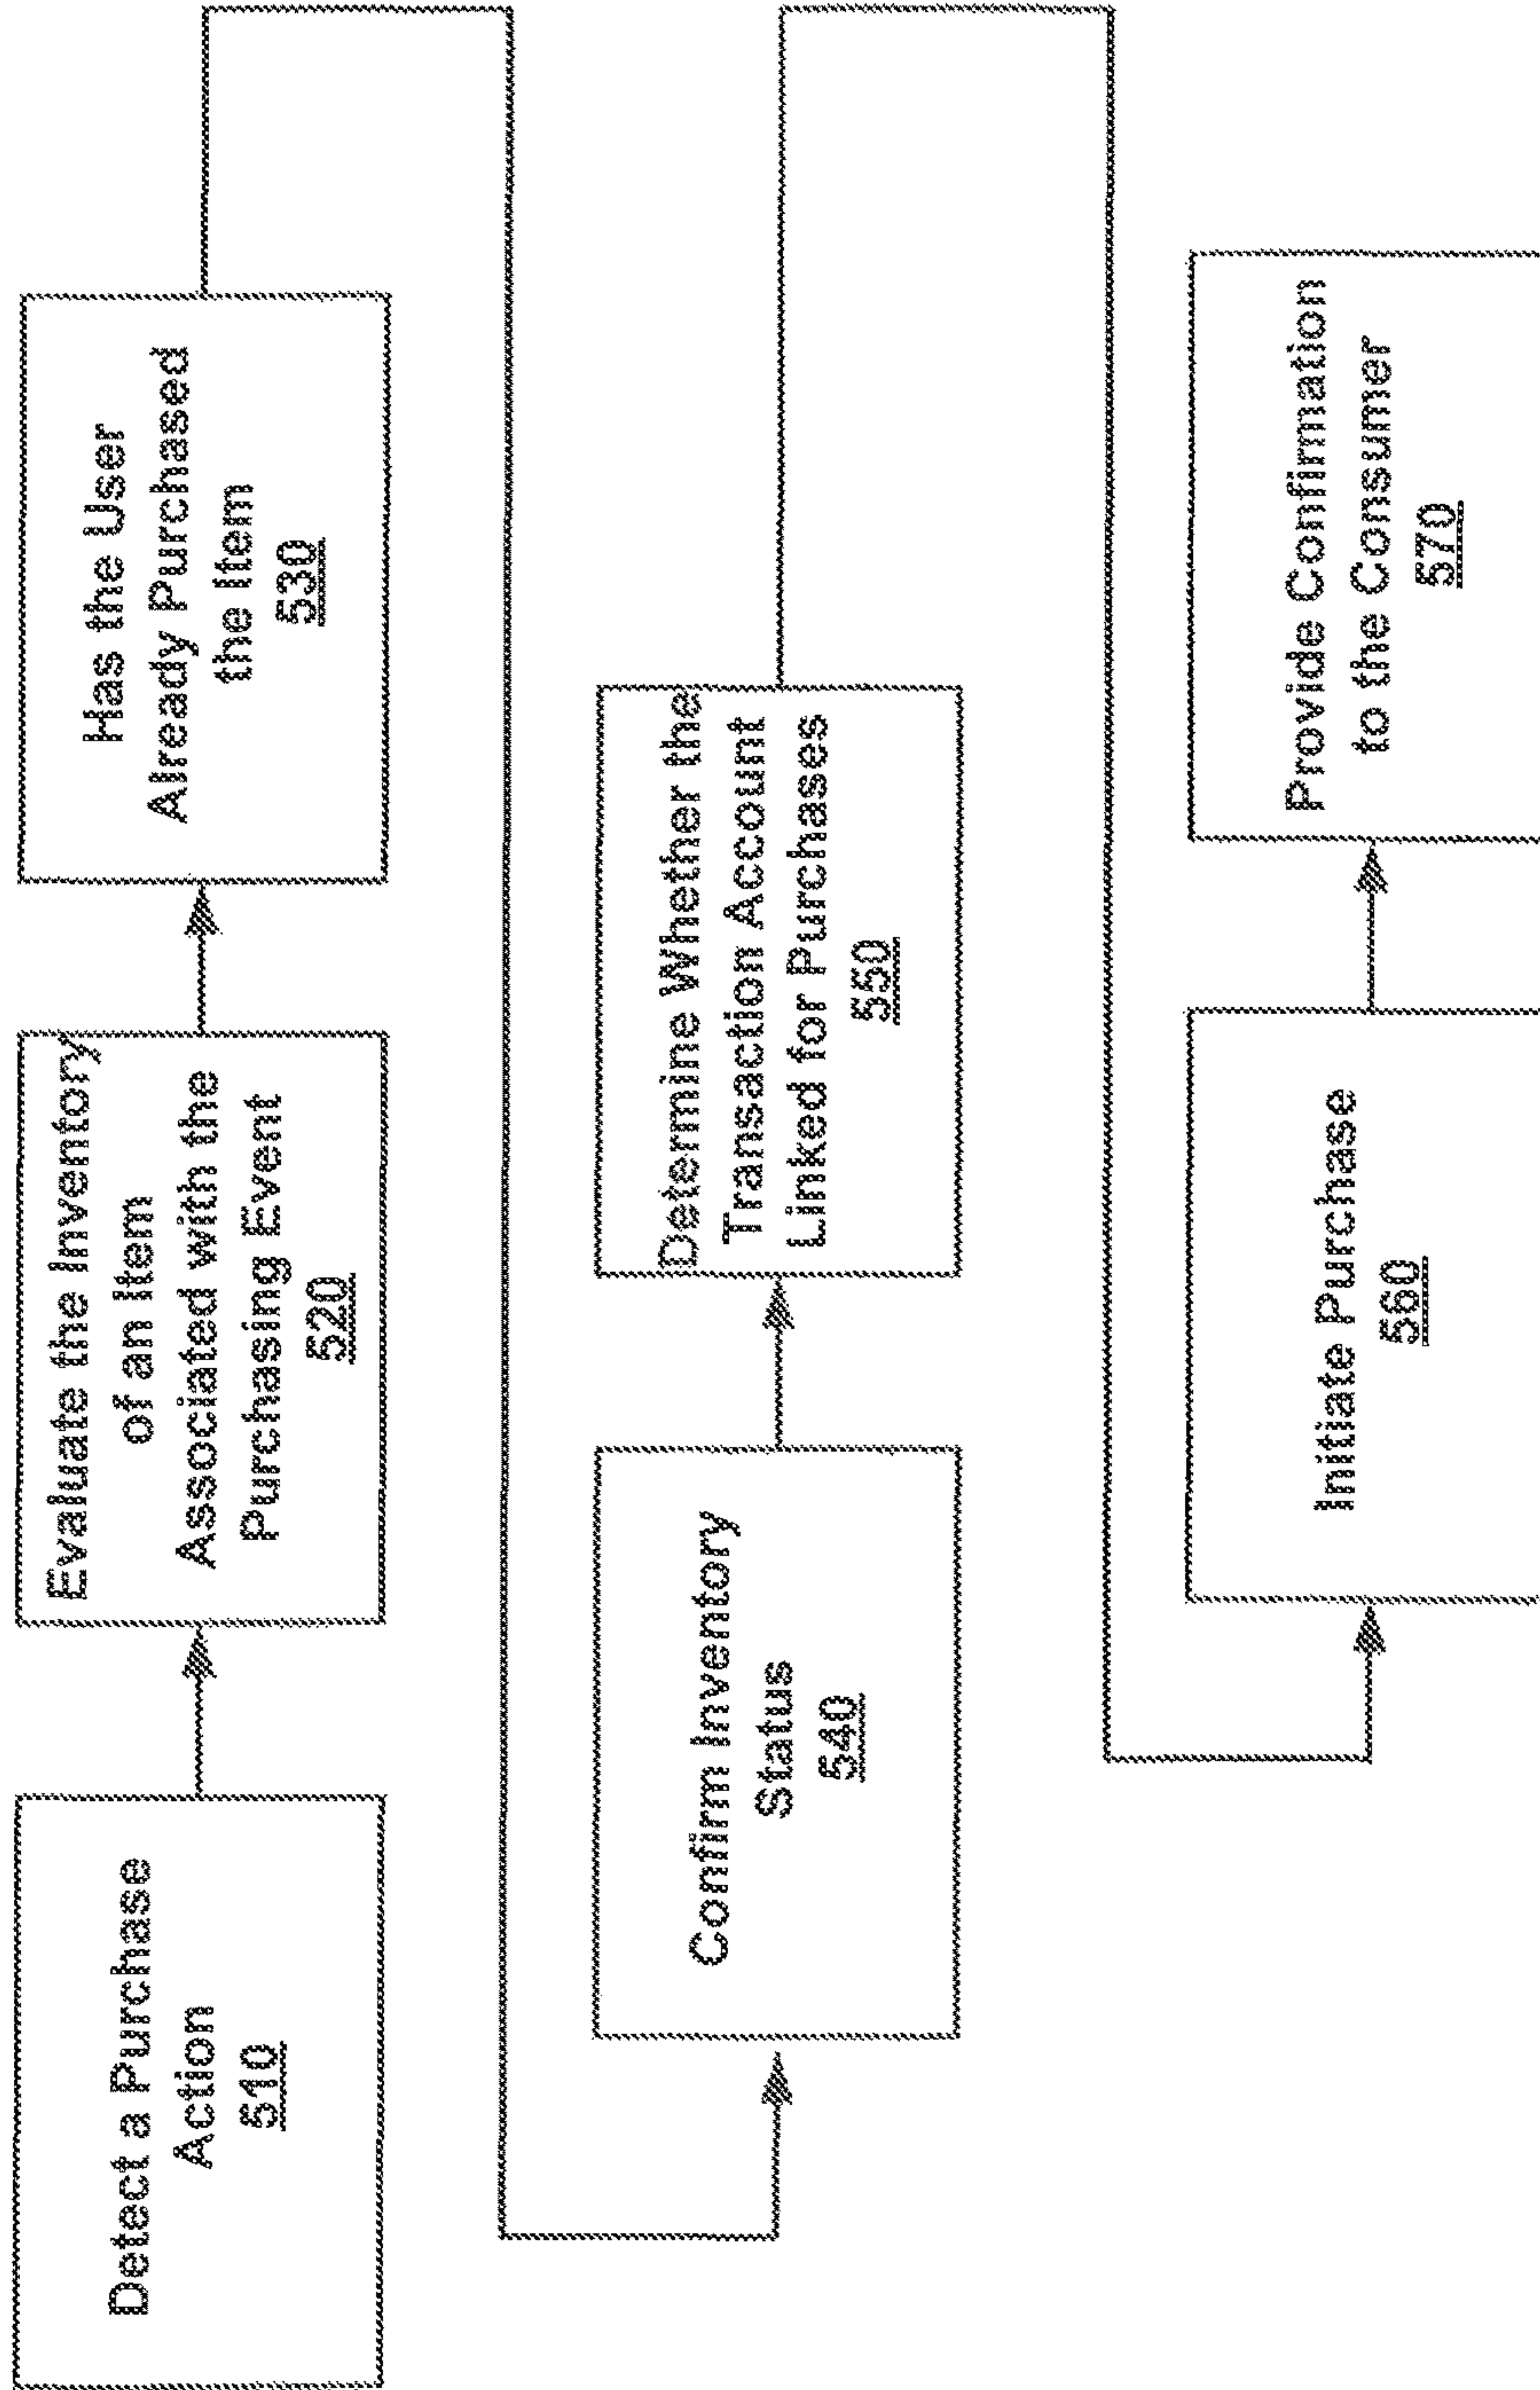 Detect a Purchase
Action
510
Evaluate the Inventory
of an Item
Associated with the
Purchasing Event
520
Has the User
Already Purchased
the Item
530
Confirm Inventory
Status
540
Determine Whether the
Transaction Account
Linked for Purchases
550
Initiate Purchase
560
Provide Confirmation
to the Consumer
570